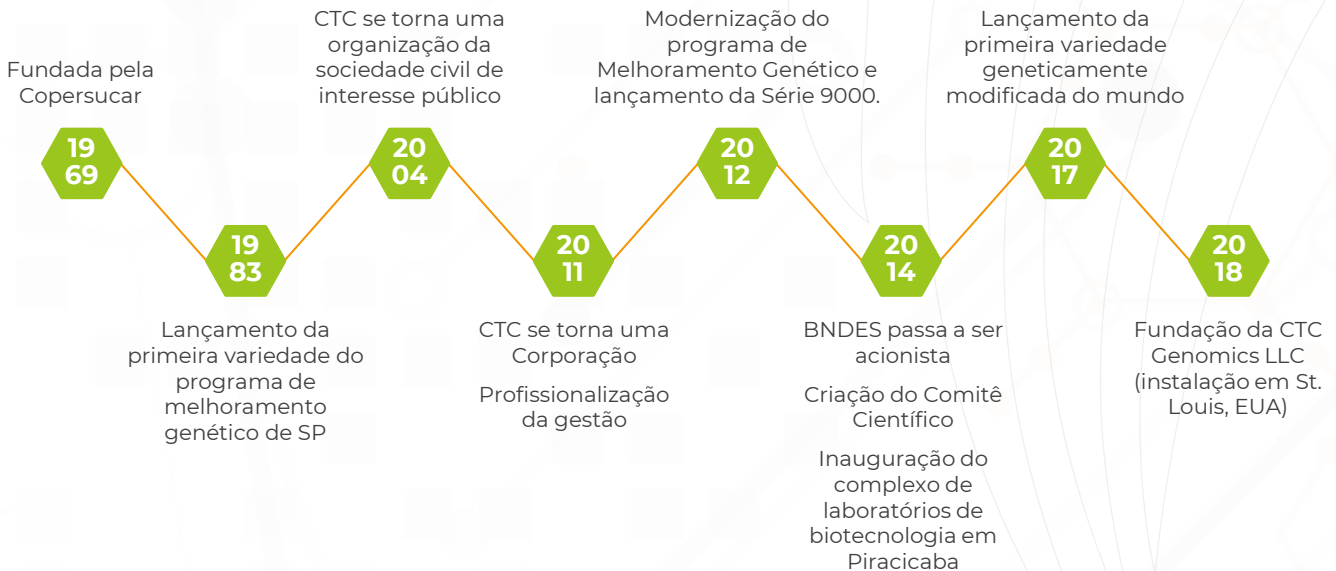 Fundada pela
Copersucar
19
69
Lançamento da
primeira variedade do
programa de
melhoramento
genético de SP
19
83
CTC se torna uma
organização da
sociedade civil de
interesse público
20
04
CTC se torna uma
Corporação
Profissionalização
da gestão
20
11
Modernização do
programa de
Melhoramento Genético e
lançamento da Série 9000.
20
12
BNDES passa a ser
acionista
Criação do Comitê
Científico
Inauguração do
complexo de
laboratórios de
biotecnologia em
Piracicaba
20
14
Lançamento da
primeira variedade
geneticamente
modificada do mundo
20
17
Fundação da CTC
Genomics LLC
(instalação em St.
Louis, EUA)
20
18